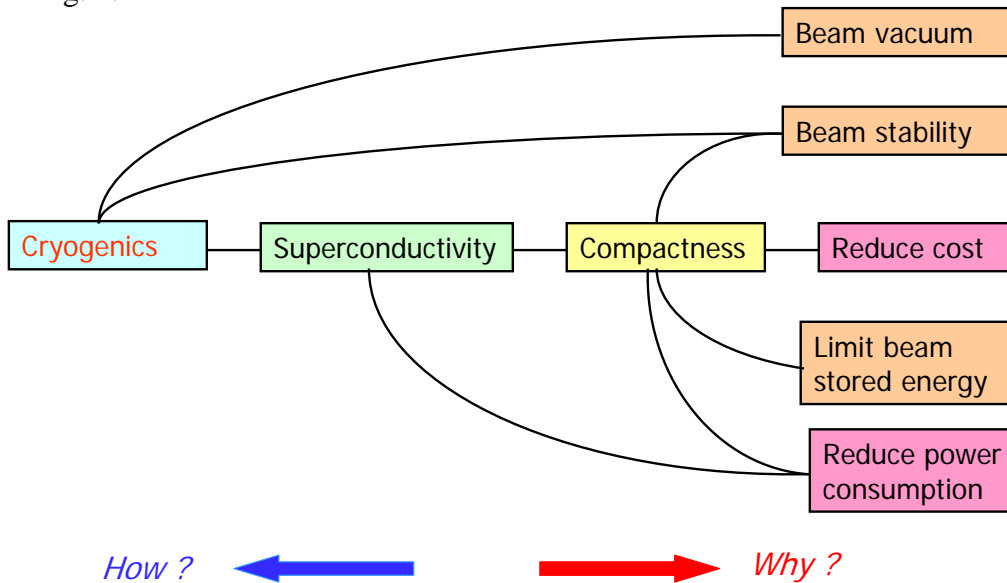 Beam vacuum
Beam stability
Cryogenics
Superconductivity
Compactness
Reduce cost
Limit beam
stored energy
Reduce power
consumption
How ?
Why ?